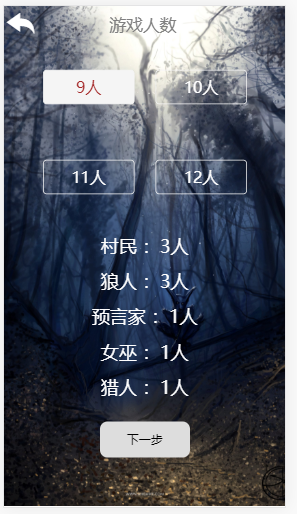 游戏人数
9人 10人
11人 12人
村民： 3人
狼人： 3人
预言家： 1人
女巫： 1人
猎人： 1人
下一步